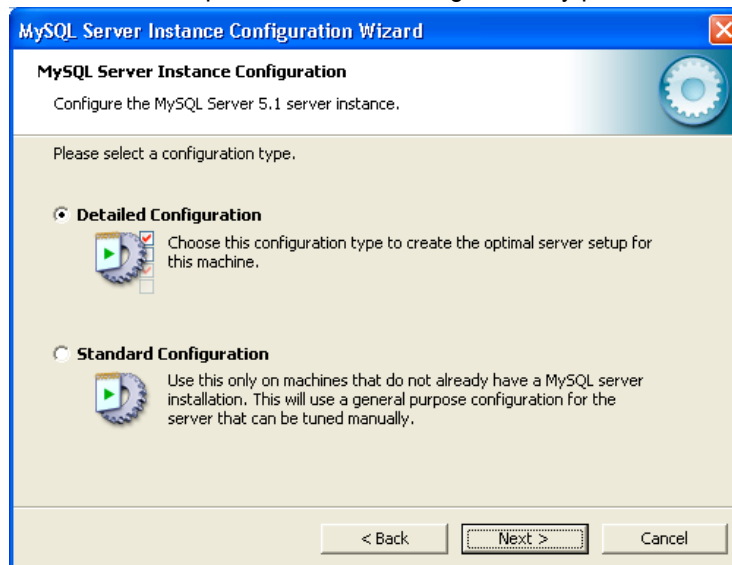 MySQL Server Instance Configuration Wizard
MySQL Server Instance Configuration
Configure the MySQL Server 5.1 server instance.
Please select a configuration type.
Detailed Configuration
Choose this configuration type to create the optimal server setup for
this machine.
Standard Configuration
Use this only on machines that do not already have a MySQL server
installation. This will use a general purpose configuration for the
server that can be tuned manually.
< Back
Next >
Cancel